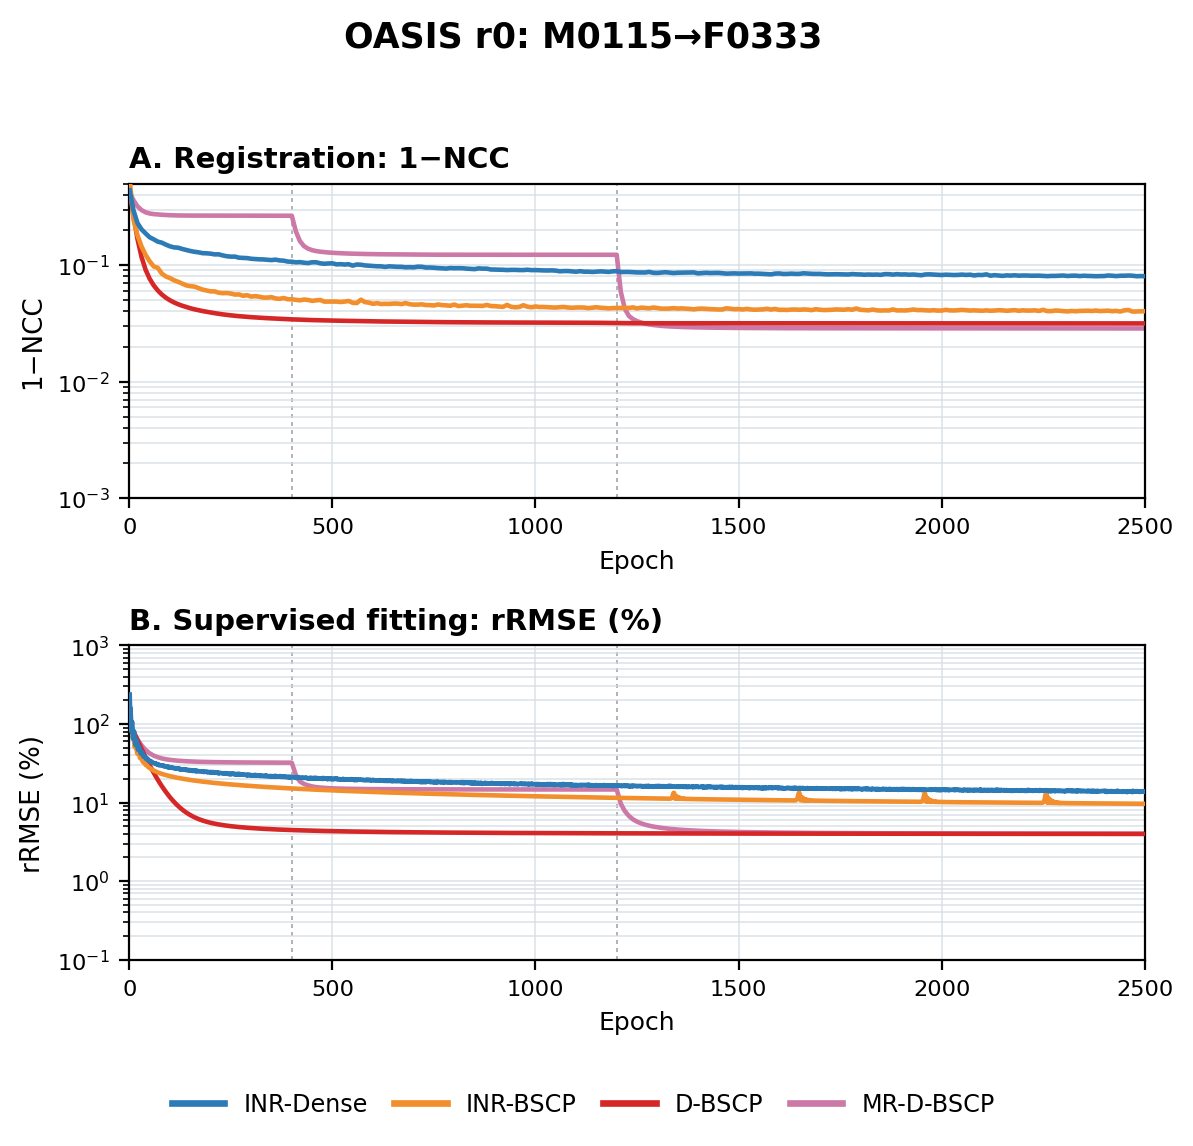 OASIS r0: M0115→F0333
A. Registration: 1−NCC
1−NCC
10⁻¹
10⁻²
10⁻³
0 500 1000 1500 2000 2500
Epoch
B. Supervised fitting: rRMSE (%)
rRMSE (%)
10³
10²
10¹
10⁰
10⁻¹
0 500 1000 1500 2000 2500
Epoch
INR-Dense INR-BSCP D-BSCP MR-D-BSCP